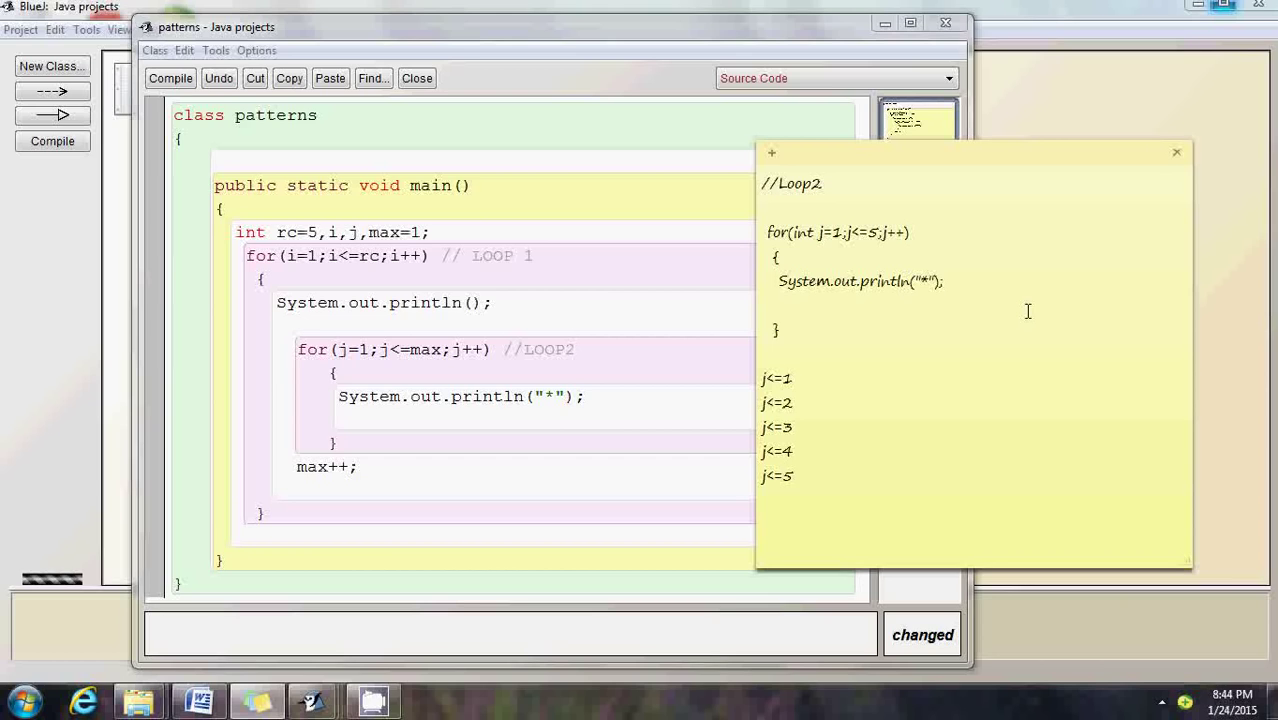 BlueJ: Java projects
Project Edit Tools View
New Class...
Compile
patterns - Java projects
Class Edit Tools Options
Compile Undo Cut Copy Paste Find... Close Source Code
class patterns
{
public static void main()
{
int rc=5,i,j,max=1;
for(i=1;i<=rc;i++) // LOOP 1
{
System.out.println();
for(j=1;j<=max;j++) //LOOP2
{
System.out.println("*");
}
max++;
}
}
}
changed
//Loop2
for(int j=1;j<=5;j++)
{
System.out.println("*");
}
j<=1
j<=2
j<=3
j<=4
j<=5
8:44 PM
1/24/2015